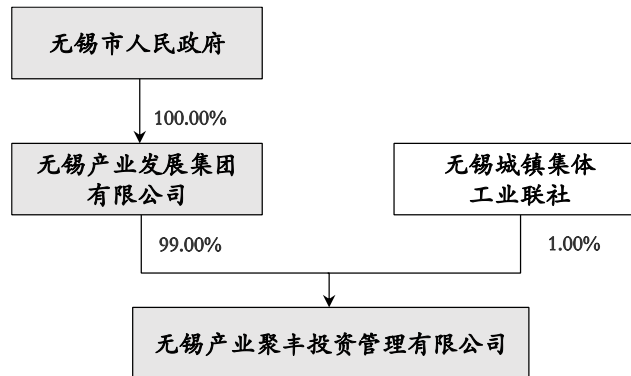 无锡市人民政府
100.00%
无锡产业发展集团
有限公司
无锡城镇集体
工业联社
99.00%
1.00%
无锡产业聚丰投资管理有限公司